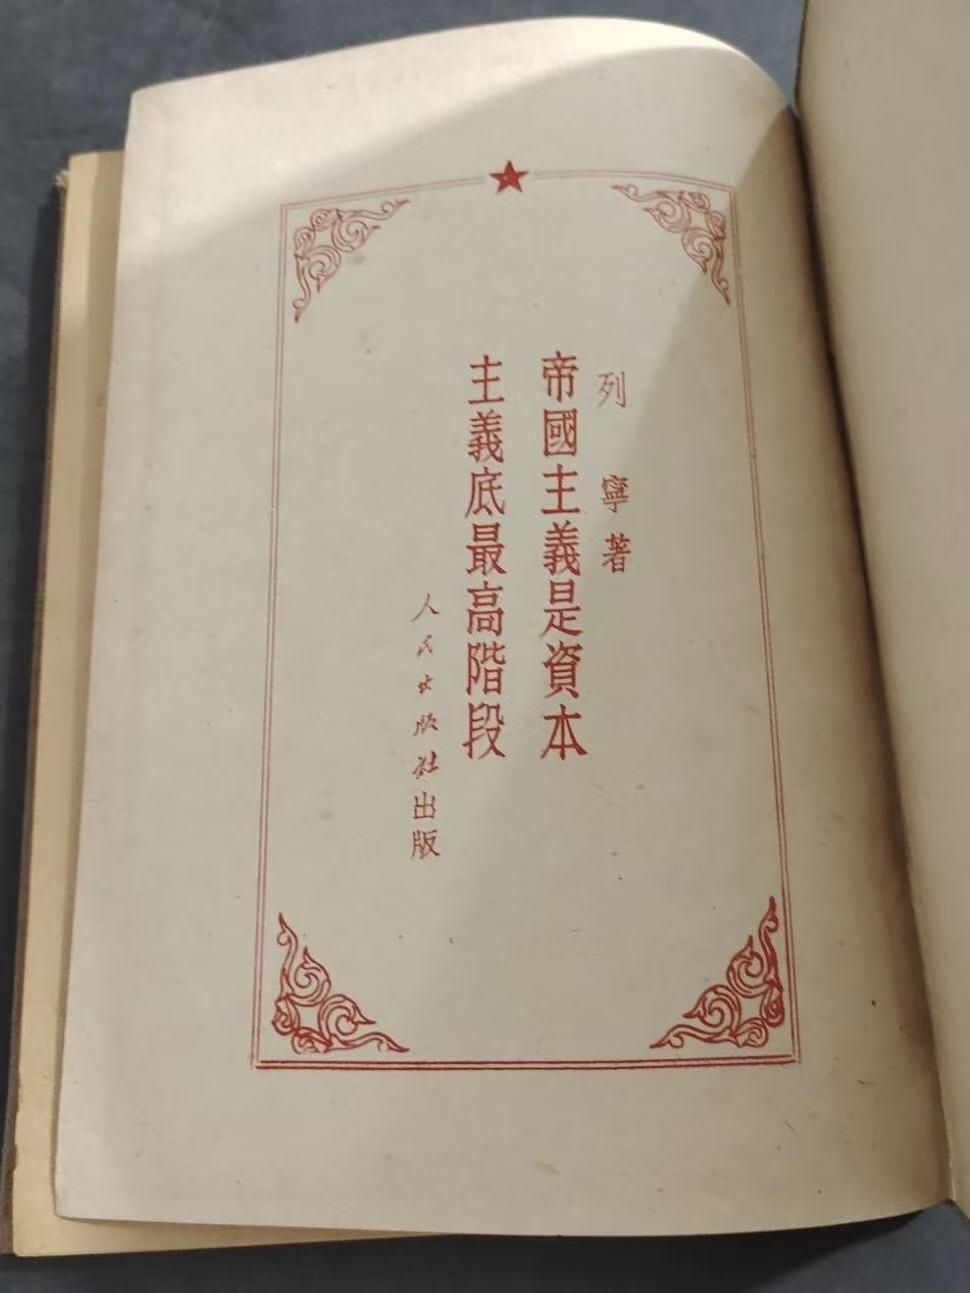 列寧著
帝國主義是資本
主義底最高階段
人民出版社出版